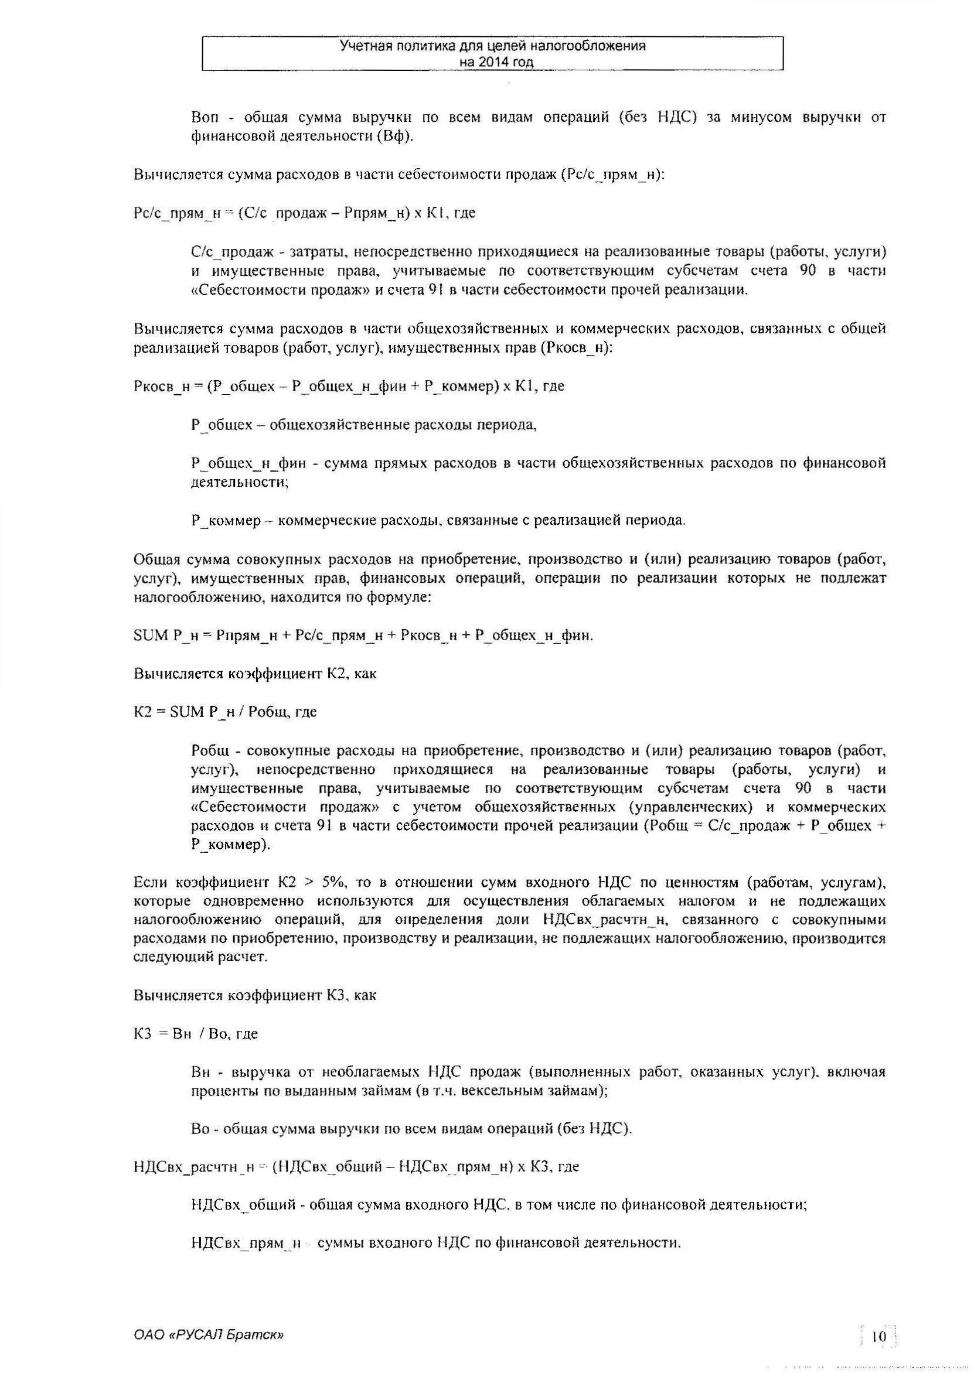 Учетная политика для целей налогообложения
на 2014 год
Воп - общая сумма выручки по всем видам операций (без НДС) за минусом выручки от
финансовой деятельности (Вф).
Вычисляется сумма расходов в части себестоимости продаж (Рс/с_прям_н):
Рс/с_прям_н = (С/с_продаж – Рпрям_н) х К1, где
С/с_продаж - затраты, непосредственно приходящиеся на реализованные товары (работы, услуги)
и имущественные права, учитываемые по соответствующим субсчетам счета 90 в части
«Себестоимости продаж» и счета 91 в части себестоимости прочей реализации.
Вычисляется сумма расходов в части общехозяйственных и коммерческих расходов, связанных с общей
реализацией товаров (работ, услуг), имущественных прав (Ркосв_н):
Ркосв_н = (Р_общех – Р_общех_н_фин + Р_коммер) х К1, где
Р_общех – общехозяйственные расходы периода,
Р_общех_н_фин - сумма прямых расходов в части общехозяйственных расходов по финансовой
деятельности;
Р_коммер – коммерческие расходы, связанные с реализацией периода.
Общая сумма совокупных расходов на приобретение, производство и (или) реализацию товаров (работ,
услуг), имущественных прав, финансовых операций, операции по реализации которых не подлежат
налогообложению, находится по формуле:
SUM Р_н = Рпрям_н + Рс/с_прям_н + Ркосв_н + Р_общех_н_фин.
Вычисляется коэффициент К2, как
К2 = SUM Р_н / Робщ, где
Робщ - совокупные расходы на приобретение, производство и (или) реализацию товаров (работ,
услуг), непосредственно приходящиеся на реализованные товары (работы, услуги) и
имущественные права, учитываемые по соответствующим субсчетам счета 90 в части
«Себестоимости продаж» с учетом общехозяйственных (управленческих) и коммерческих
расходов и счета 91 в части себестоимости прочей реализации (Робщ = С/с_продаж + Р_общех +
Р_коммер).
Если коэффициент К2 > 5%, то в отношении сумм входного НДС по ценностям (работам, услугам),
которые одновременно используются для осуществления облагаемых налогом и не подлежащих
налогообложению операций, для определения доли НДСвх_расчтн_н, связанного с совокупными
расходами по приобретению, производству и реализации, не подлежащих налогообложению, производится
следующий расчет.
Вычисляется коэффициент К3, как
К3 = Вн / Во, где
Вн - выручка от необлагаемых НДС продаж (выполненных работ, оказанных услуг), включая
проценты по выданным займам (в т.ч. вексельным займам);
Во - общая сумма выручки по всем видам операций (без НДС).
НДСвх_расчтн_н = (НДСвх_общий – НДСвх_прям_н) х К3, где
НДСвх_общий - общая сумма входного НДС, в том числе по финансовой деятельности;
НДСвх_прям_н - суммы входного НДС по финансовой деятельности.
ОАО «РУСАЛ Братск»
10